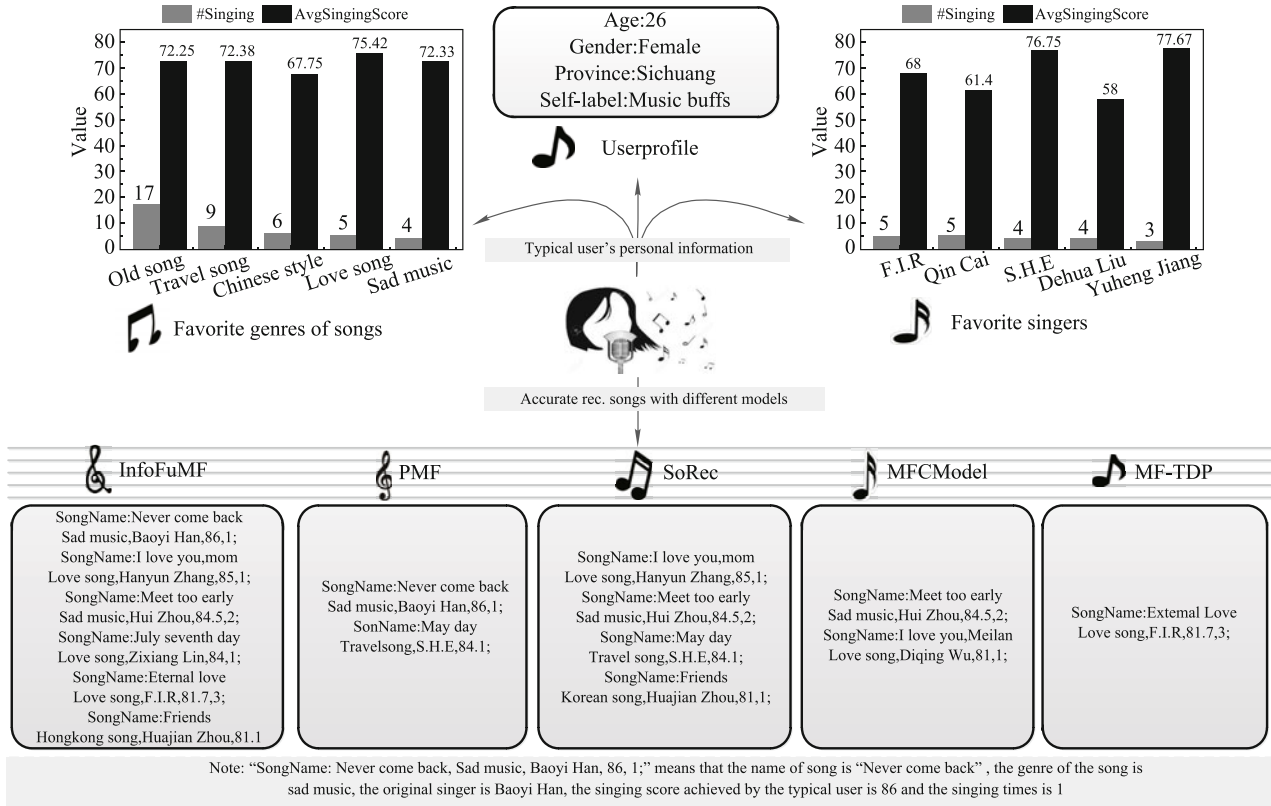 #Singing AvgSingingScore
Value
80
70
60
50
40
30
20
10
0
17 72.25
9 72.38
6 67.75
5 75.42
4 72.33
Old song
Travel song
Chinese style
Love song
Sad music
Favorite genres of songs
Age:26
Gender:Female
Province:Sichuang
Self-label:Music buffs
Userprofile
#Singing AvgSingingScore
Value
80
70
60
50
40
30
20
10
0
5 68
5 61.4
4 76.75
4 58
3 77.67
F.I.R
Qin Cai
S.H.E
Dehua Liu
Yuheng Jiang
Favorite singers
Typical user's personal information
Accurate rec. songs with different models
InfoFuMF
SongName:Never come back
Sad music,Baoyi Han,86,1;
SongName:I love you,mom
Love song,Hanyun Zhang,85,1;
SongName:Meet too early
Sad music,Hui Zhou,84.5,2;
SongName:July seventh day
Love song,Zixiang Lin,84,1;
SongName:Eternal love
Love song,F.I.R,81.7,3;
SongName:Friends
Hongkong song,Huajian Zhou,81.1
PMF
SongName:Never come back
Sad music,Baoyi Han,86,1;
SonName:May day
Travelsong,S.H.E,84.1;
SoRec
SongName:I love you,mom
Love song,Hanyun Zhang,85,1;
SongName:Meet too early
Sad music,Hui Zhou,84.5,2;
SongName:May day
Travel song,S.H.E,84.1;
SongName:Friends
Korean song,Huajian Zhou,81,1;
MFCModel
SongName:Meet too early
Sad music,Hui Zhou,84.5,2;
SongName:I love you,Meilan
Love song,Diqing Wu,81,1;
MF-TDP
SongName:Extemal Love
Love song,F.I.R,81.7,3;
Note: “SongName: Never come back, Sad music, Baoyi Han, 86, 1;” means that the name of song is “Never come back” , the genre of the song is
sad music, the original singer is Baoyi Han, the singing score achieved by the typical user is 86 and the singing times is 1